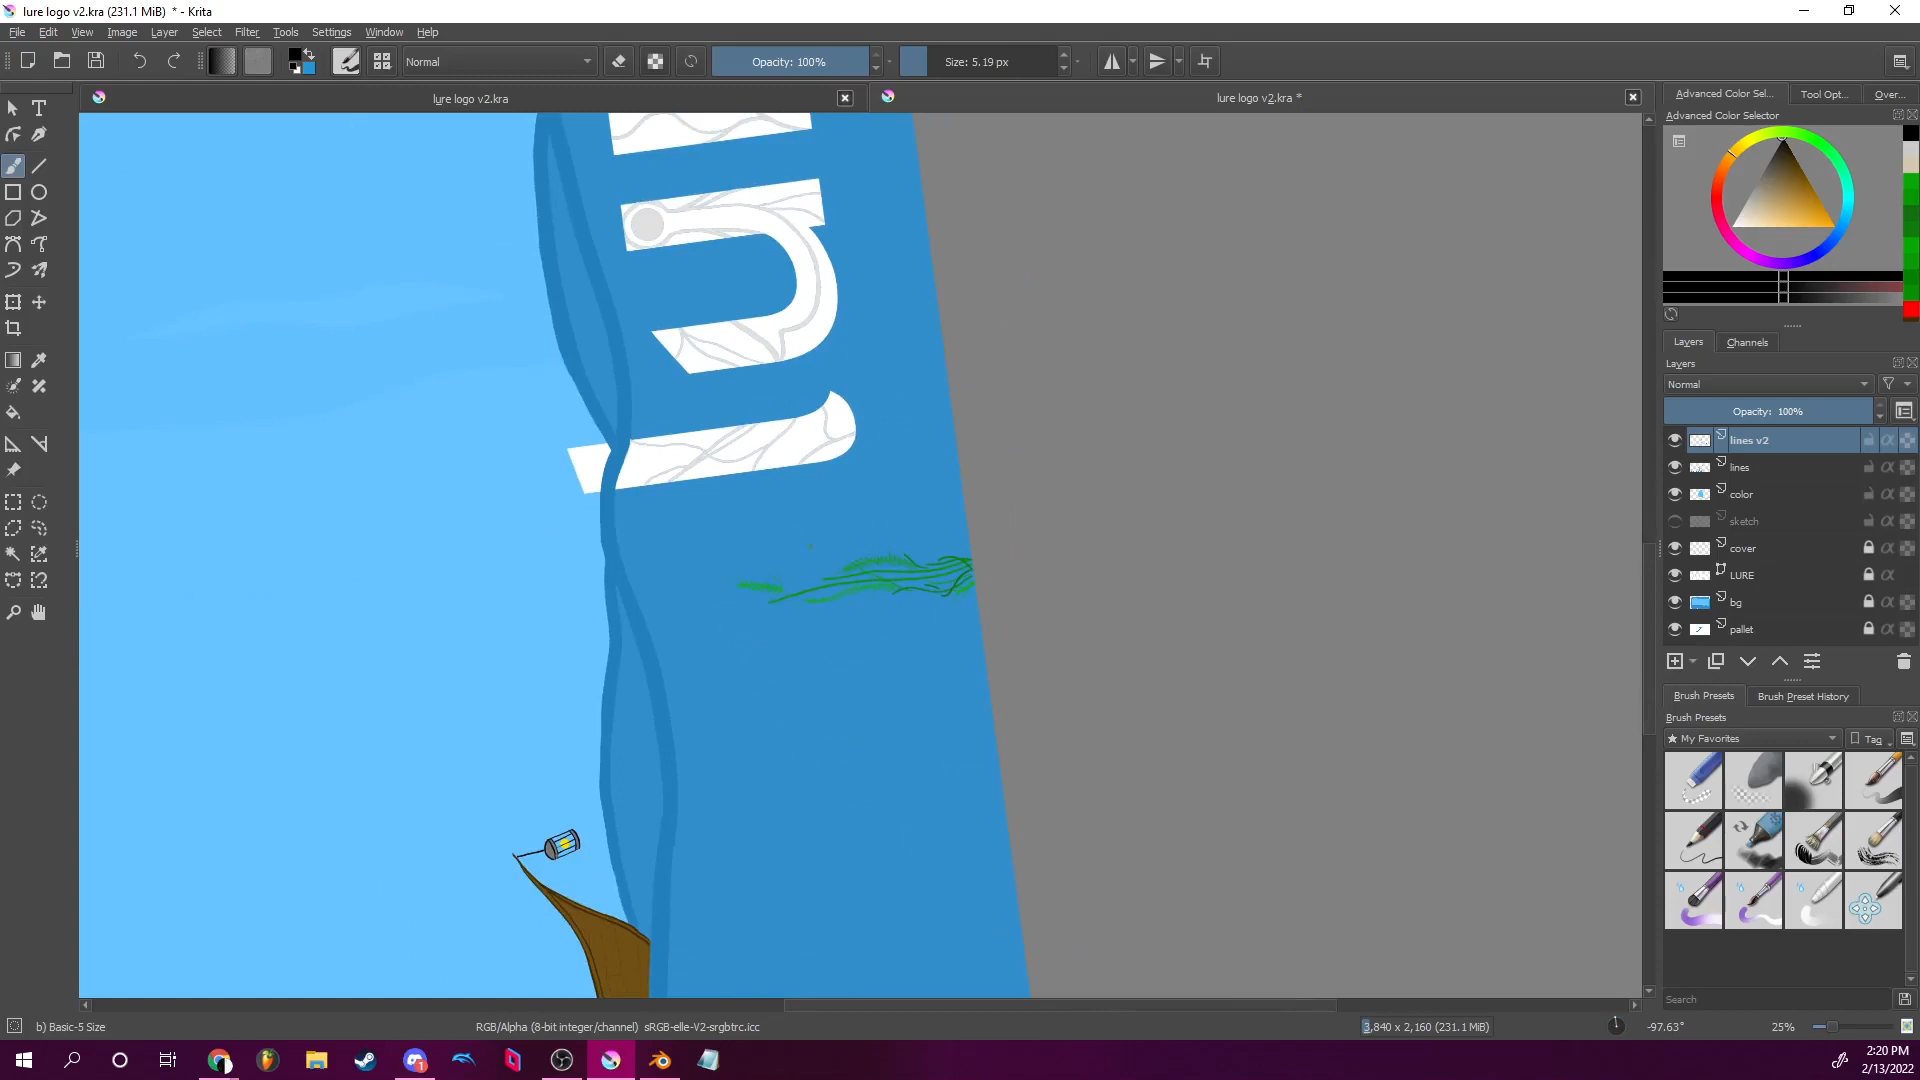 lure logo v2.kra (231.1 MiB) * - Krita
File Edit View Image Layer Select Filter Tools Settings Window Help
Normal Opacity: 100% Size: 5.19 px
lure logo v2.kra lure logo v2.kra *
Advanced Color Sel... Tool Opt... Over...
Advanced Color Selector
Layers Channels
Layers
Normal
Opacity: 100%
lines v2
lines
color
sketch
cover
LURE
bg
pallet
Brush Presets Brush Preset History
Brush Presets
My Favorites Tag
Search
b) Basic-5 Size RGB/Alpha (8-bit integer/channel) sRGB-elle-V2-srgbtrc.icc 3,840 x 2,160 (231.1 MiB) -97.63° 25%
2:20 PM
2/13/2022